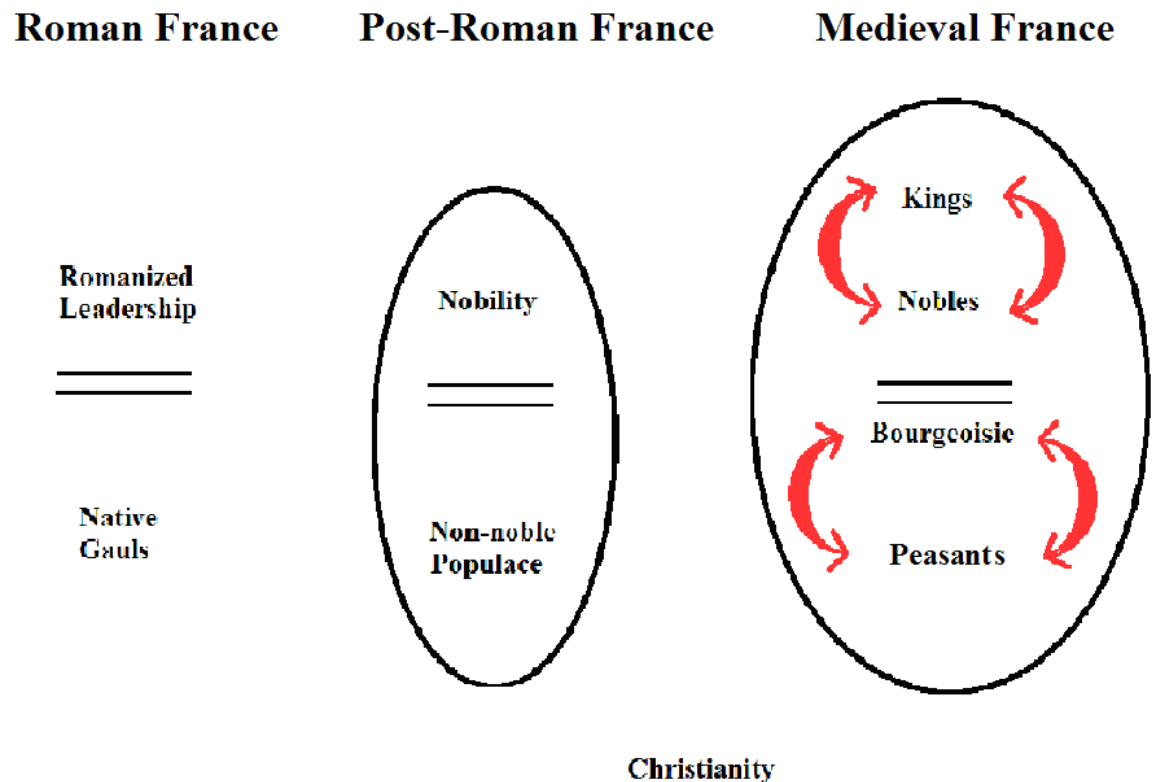 Roman France
Post-Roman France
Medieval France
Romanized
Leadership
Native
Gauls
Nobility
Non-noble
Populace
Kings
Nobles
Bourgeoisie
Peasants
Christianity